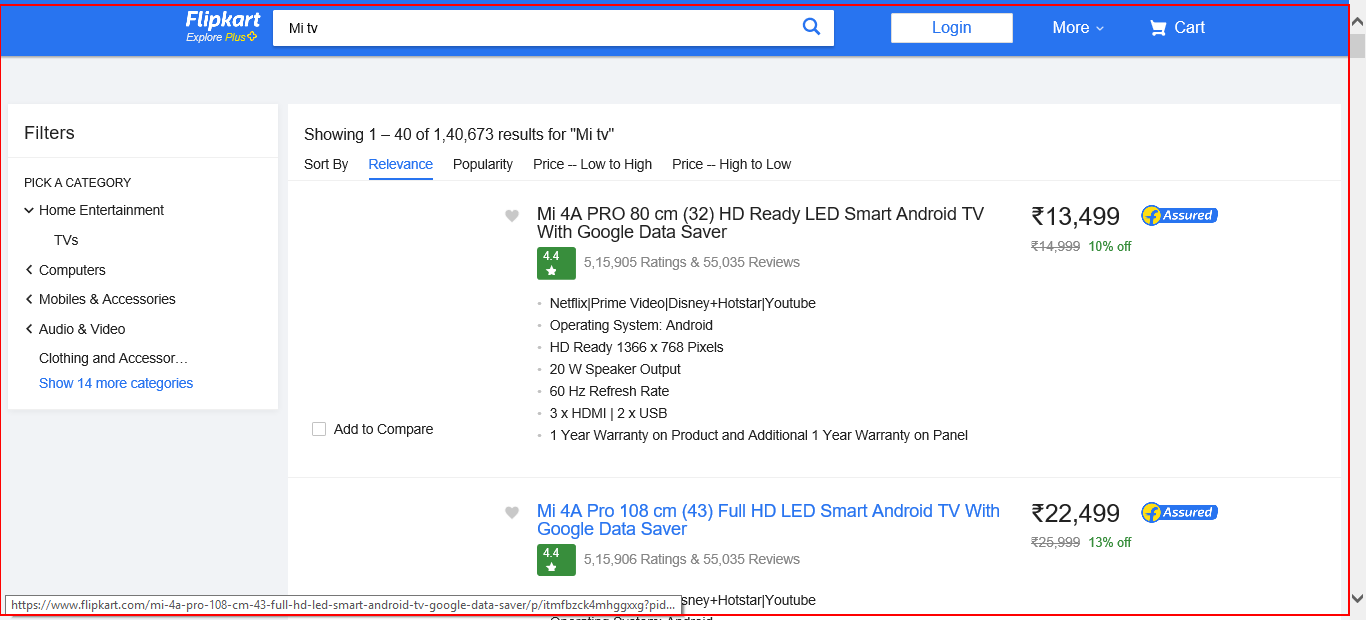 Flipkart
Explore Plus
Mi tv
Login
More
Cart
Filters
PICK A CATEGORY
Home Entertainment
TVs
Computers
Mobiles & Accessories
Audio & Video
Clothing and Accessor…
Show 14 more categories
Showing 1 – 40 of 1,40,673 results for "Mi tv"
Sort By Relevance Popularity Price -- Low to High Price -- High to Low
Mi 4A PRO 80 cm (32) HD Ready LED Smart Android TV
With Google Data Saver
4.4
5,15,905 Ratings & 55,035 Reviews
Netflix|Prime Video|Disney+Hotstar|Youtube
Operating System: Android
HD Ready 1366 x 768 Pixels
20 W Speaker Output
60 Hz Refresh Rate
3 x HDMI | 2 x USB
1 Year Warranty on Product and Additional 1 Year Warranty on Panel
₹13,499
Assured
₹14,999 10% off
Add to Compare
Mi 4A Pro 108 cm (43) Full HD LED Smart Android TV With
Google Data Saver
4.4
5,15,906 Ratings & 55,035 Reviews
₹22,499
Assured
₹25,999 13% off
sney+Hotstar|Youtube
https://www.flipkart.com/mi-4a-pro-108-cm-43-full-hd-led-smart-android-tv-google-data-saver/p/itmfbzck4mhggxxg?pid...